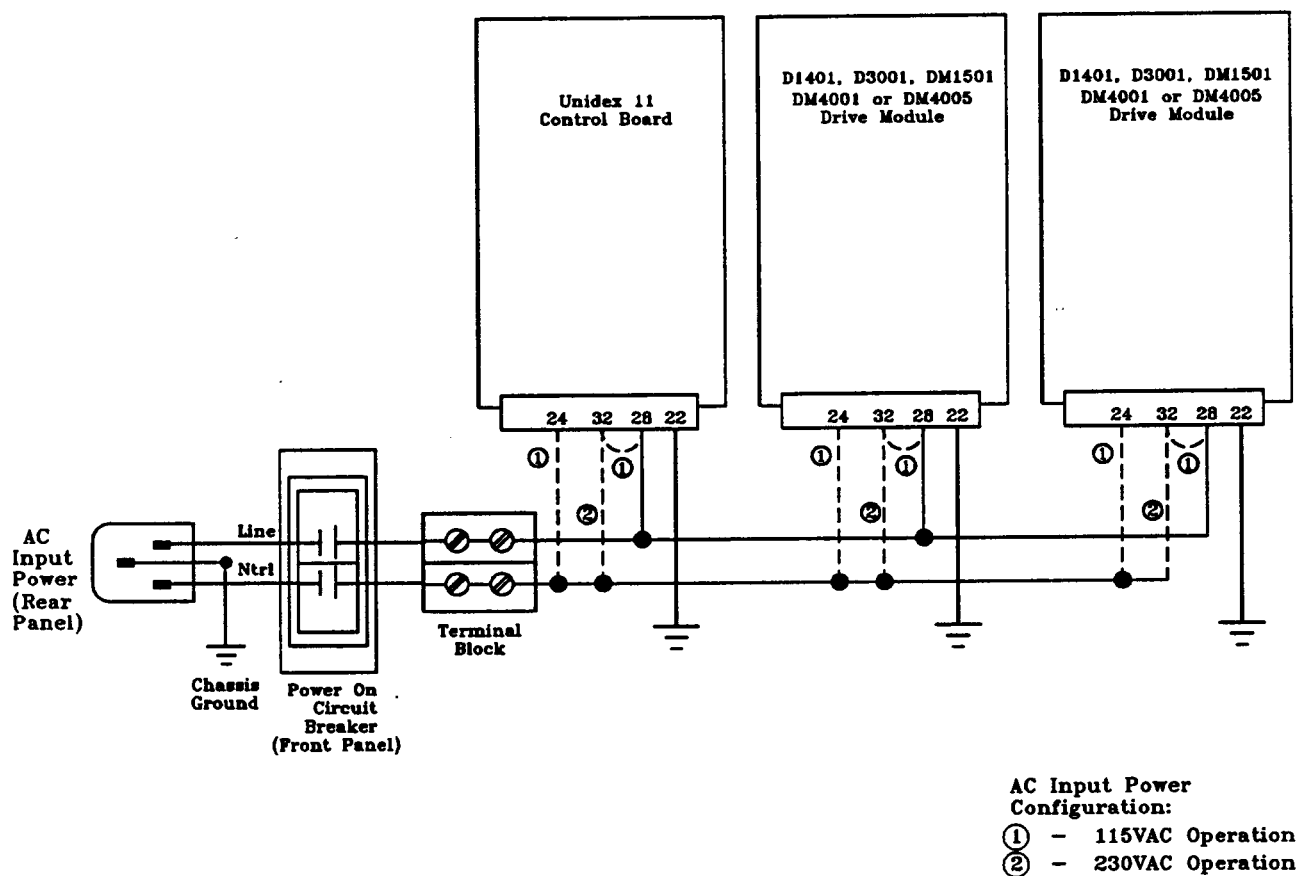 Unidex 11
Control Board
D1401, D3001, DM1501
DM4001 or DM4005
Drive Module
D1401, D3001, DM1501
DM4001 or DM4005
Drive Module
24 32 28 22
24 32 28 22
24 32 28 22
① ①
① ①
① ①
②
②
②
AC
Input
Power
(Rear
Panel)
Line
Ntrl
Chassis
Ground
Power On
Circuit
Breaker
(Front Panel)
Terminal
Block
AC Input Power
Configuration:
① - 115VAC Operation
② - 230VAC Operation